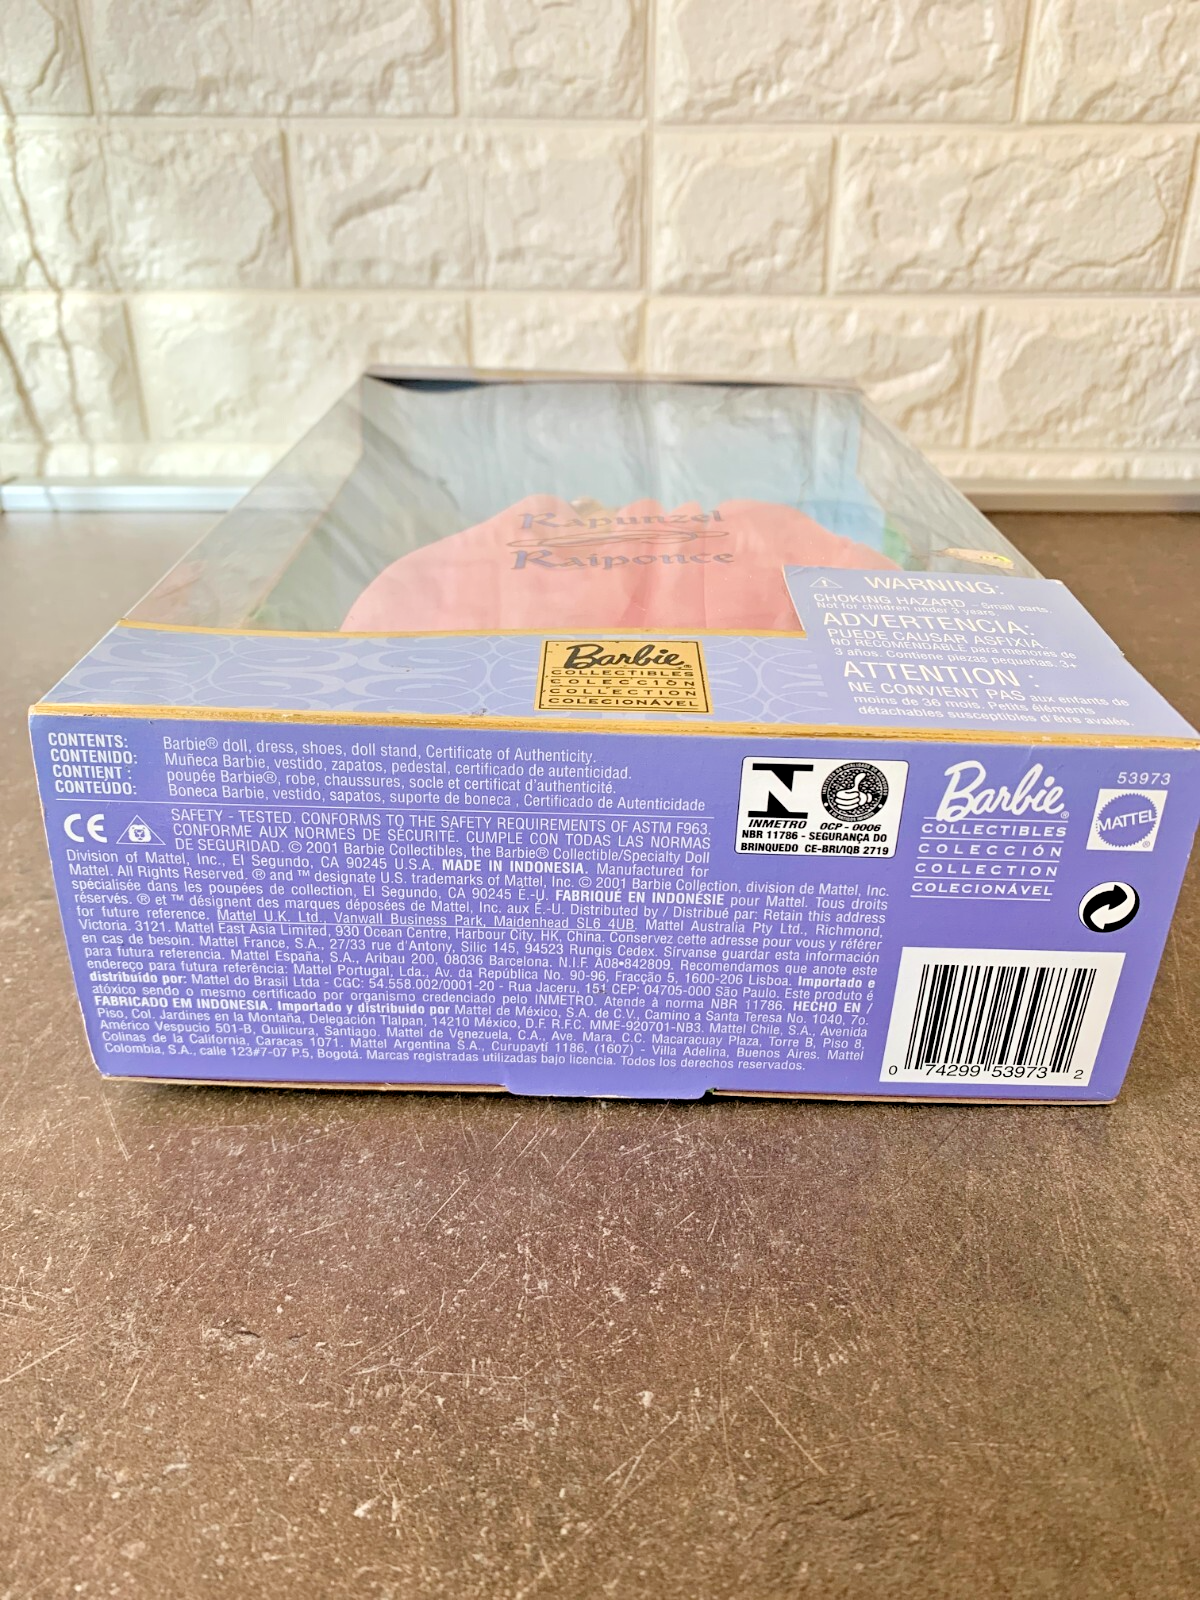 Rapunzel
Raiponce
WARNING:
CHOKING HAZARD - Small parts.
Not for children under 3 years.
ADVERTENCIA:
PUEDE CAUSAR ASFIXIA.
NO RECOMENDABLE para menores de
3 años. Contiene piezas pequeñas. 3+
ATTENTION :
NE CONVIENT PAS aux enfants de
moins de 36 mois. Petits éléments
détachables susceptibles d'être avalés.
Barbie®
COLLECTIBLES
COLECCIÓN
COLLECTION
COLECIONÁVEL
CONTENTS: Barbie® doll, dress, shoes, doll stand, Certificate of Authenticity.
CONTENIDO: Muñeca Barbie, vestido, zapatos, pedestal, certificado de autenticidad.
CONTIENT : poupée Barbie®, robe, chaussures, socle et certificat d'authenticité.
CONTEÚDO: Boneca Barbie, vestido, sapatos, suporte de boneca , Certificado de Autenticidade
CE SAFETY - TESTED. CONFORMS TO THE SAFETY REQUIREMENTS OF ASTM F963.
CONFORME AUX NORMES DE SÉCURITÉ. CUMPLE CON TODAS LAS NORMAS
DE SEGURIDAD. © 2001 Barbie Collectibles, the Barbie® Collectible/Specialty Doll
Division of Mattel, Inc., El Segundo, CA 90245 U.S.A. MADE IN INDONESIA. Manufactured for
Mattel. All Rights Reserved. ® and ™ designate U.S. trademarks of Mattel, Inc. © 2001 Barbie Collection, division de Mattel, Inc.
spécialisée dans les poupées de collection, El Segundo, CA 90245 É.-U. FABRIQUÉ EN INDONÉSIE pour Mattel. Tous droits
réservés. ® et ™ désignent des marques déposées de Mattel, Inc. aux É.-U. Distributed by / Distribué par: Retain this address
for future reference. Mattel U.K. Ltd., Vanwall Business Park, Maidenhead SL6 4UB. Mattel Australia Pty Ltd., Richmond,
Victoria. 3121. Mattel East Asia Limited, 930 Ocean Centre, Harbour City, HK, China. Conservez cette adresse pour vous y référer
en cas de besoin. Mattel France, S.A., 27/33 rue d'Antony, Silic 145, 94523 Rungis Cedex. Sírvanse guardar esta información
para futura referencia. Mattel España, S.A., Aribau 200, 08036 Barcelona. N.I.F. A08•842809. Recomendamos que anote este
endereço para futura referência: Mattel Portugal, Lda., Av. da República No. 90-96, Fracção 5, 1600-206 Lisboa. Importado e
distribuído por: Mattel do Brasil Ltda - CGC: 54.558.002/0001-20 - Rua Jaceru, 151 CEP: 04705-000 São Paulo. Este produto é
atóxico sendo o mesmo certificado por organismo credenciado pelo INMETRO. Atende à norma NBR 11786. HECHO EN /
FABRICADO EM INDONESIA. Importado y distribuido por Mattel de México, S.A. de C.V., Camino a Santa Teresa No. 1040, 7o.
Piso, Col. Jardines en la Montaña, Delegación Tlalpan, 14210 México, D.F. R.F.C. MME-920701-NB3. Mattel Chile, S.A., Avenida
Américo Vespucio 501-B, Quilicura, Santiago. Mattel de Venezuela, C.A., Ave. Mara, C.C. Macaracuay Plaza, Torre B, Piso 8,
Colinas de la California, Caracas 1071. Mattel Argentina S.A., Curupaytí 1186, (1607) - Villa Adelina, Buenos Aires. Mattel
Colombia, S.A., calle 123#7-07 P.5, Bogotá. Marcas registradas utilizadas bajo licencia. Todos los derechos reservados.
INMETRO OCP - 0006
NBR 11786 - SEGURANÇA DO
BRINQUEDO CE-BRI/IQB 2719
Barbie®
COLLECTIBLES
COLECCIÓN
COLLECTION
COLECIONÁVEL
53973
MATTEL®
0 74299 53973 2